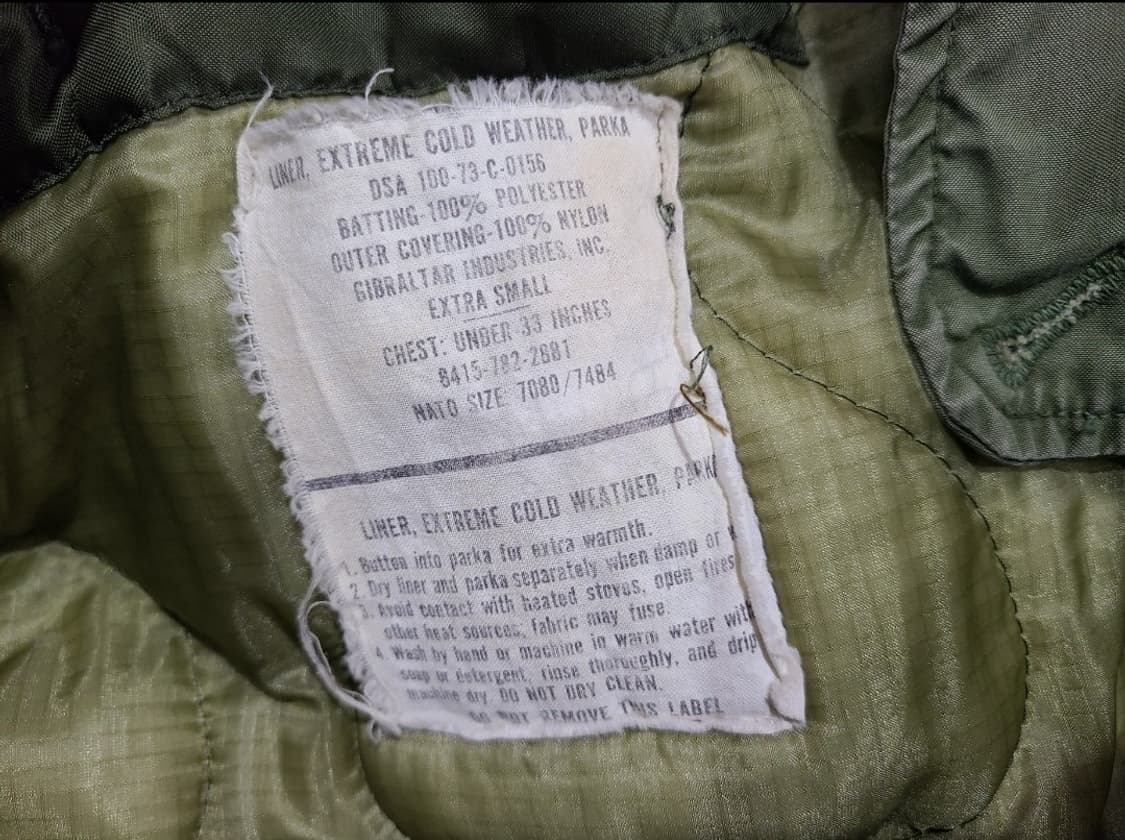 LINER, EXTREME COLD WEATHER, PARKA
DSA 100-73-C-0156
BATTING-100% POLYESTER
OUTER COVERING-100% NYLON
GIBRALTAR INDUSTRIES, INC.
EXTRA SMALL
CHEST: UNDER 33 INCHES
8415-782-2881
NATO SIZE 7080/7484
LINER, EXTREME COLD WEATHER, PARKA
1. Button into parka for extra warmth.
2. Dry liner and parka separately when damp or
3. Avoid contact with heated stoves, open fires
other heat sources, fabric may fuse.
4. Wash by hand or machine in warm water with
soap or detergent, rinse thoroughly, and drip
machine dry. DO NOT DRY CLEAN.
DO NOT REMOVE THIS LABEL